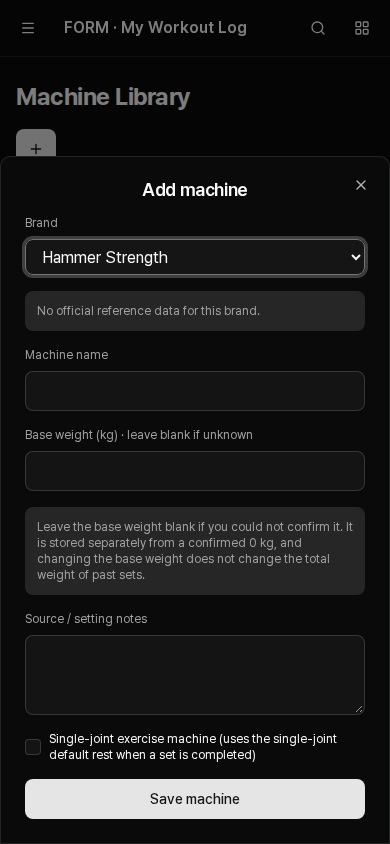 FORM · My Workout Log
Machine Library
Add machine
Brand
Hammer Strength
No official reference data for this brand.
Machine name
Base weight (kg) · leave blank if unknown
Leave the base weight blank if you could not confirm it. It
is stored separately from a confirmed 0 kg, and
changing the base weight does not change the total
weight of past sets.
Source / setting notes
Single-joint exercise machine (uses the single-joint
default rest when a set is completed)
Save machine